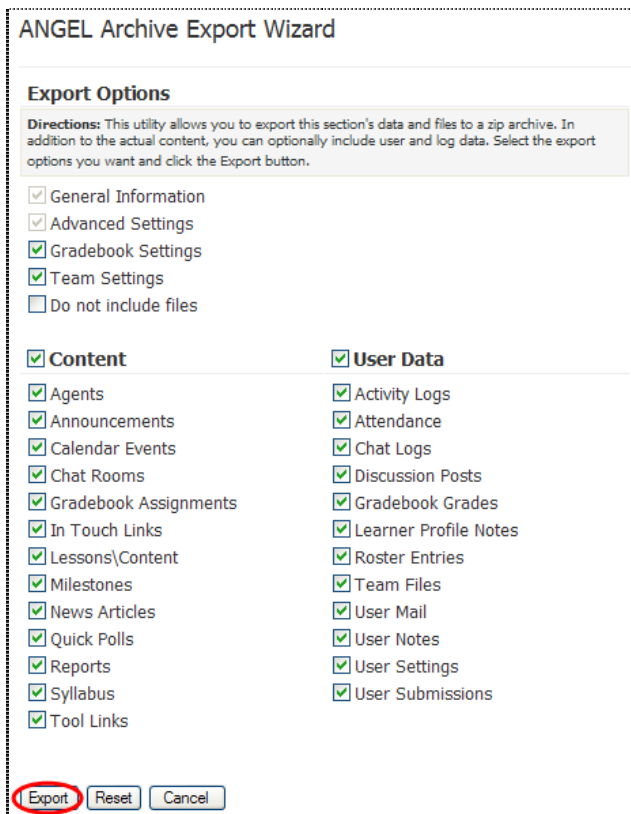 ANGEL Archive Export Wizard
Export Options
Directions: This utility allows you to export this section's data and files to a zip archive. In
addition to the actual content, you can optionally include user and log data. Select the export
options you want and click the Export button.
General Information
Advanced Settings
Gradebook Settings
Team Settings
Do not include files
Content
Agents
Announcements
Calendar Events
Chat Rooms
Gradebook Assignments
In Touch Links
Lessons\Content
Milestones
News Articles
Quick Polls
Reports
Syllabus
Tool Links
User Data
Activity Logs
Attendance
Chat Logs
Discussion Posts
Gradebook Grades
Learner Profile Notes
Roster Entries
Team Files
User Mail
User Notes
User Settings
User Submissions
Export Reset Cancel